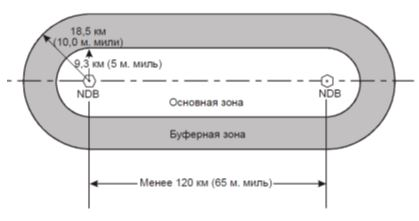 18,5 км
(10,0 м. мили)
9,3 км (5 м. миль)
NDB
NDB
Основная зона
Буферная зона
Менее 120 км (65 м. миль)